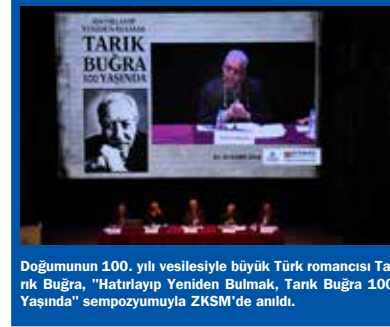 HATIRLAYIP
YENİDEN BULMAK
TARIK
BUĞRA
100 YAŞINDA
Doğumunun 100. yılı vesilesiyle büyük Türk romancısı Ta-
rık Buğra, "Hatırlayıp Yeniden Bulmak, Tarık Buğra 100
Yaşında" sempozyumuyla ZKSM'de anıldı.